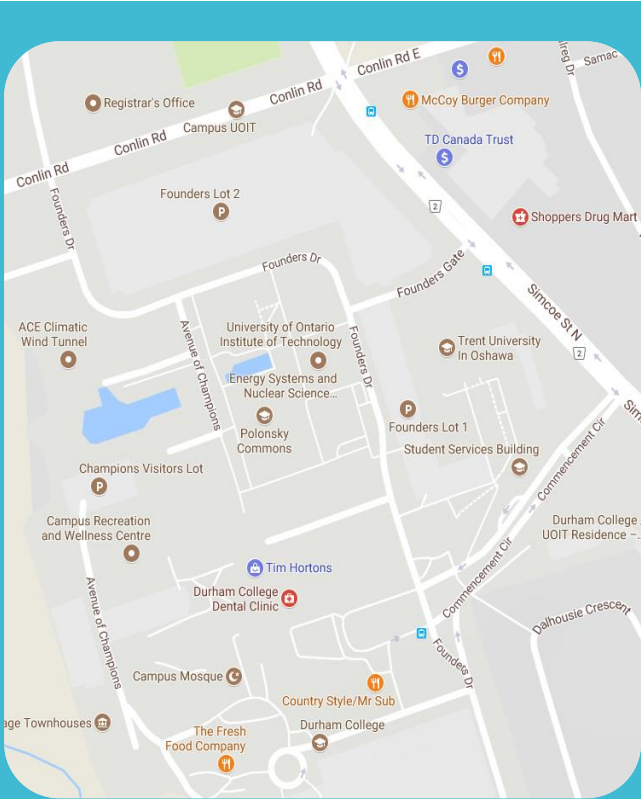 Conlin Rd E
ilreg Dr
Samac
Registrar's Office
Conlin Rd
McCoy Burger Company
Campus UOIT
Conlin Rd
TD Canada Trust
Conlin Rd
Founders Lot 2
P
2
Shoppers Drug Mart
Founders Dr
Founders Dr
Founders Gate
Simcoe St N
ACE Climatic
Wind Tunnel
University of Ontario
Institute of Technology
Avenue of Champions
Founders Dr
Trent University
In Oshawa
2
Energy Systems and
Nuclear Science...
Sim
P
Founders Lot 1
Polonsky
Commons
Student Services Building
Commencement Cir
Champions Visitors Lot
P
Campus Recreation
and Wellness Centre
Durham College
UOIT Residence –...
Tim Hortons
Commencement Cir
Durham College
Dental Clinic
Avenue of Champions
Dalhousie Crescent
Founders Dr
Campus Mosque
Country Style/Mr Sub
age Townhouses
The Fresh
Food Company
Durham College